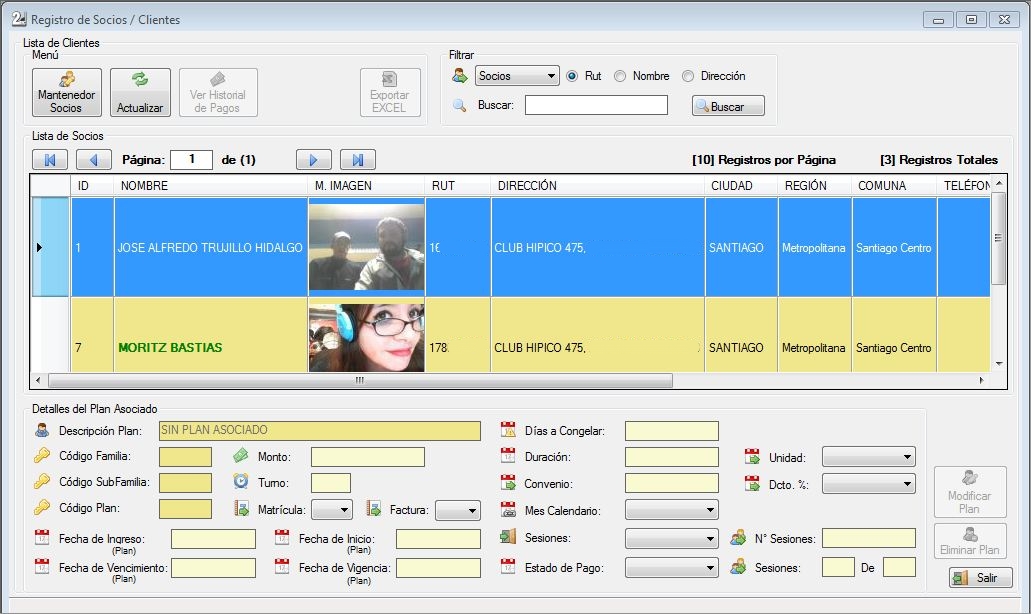 Registro de Socios / Clientes
Lista de Clientes
Menú
Mantenedor
Socios
Actualizar
Ver Historial
de Pagos
Exportar
EXCEL
Filtrar
Socios
Rut
Nombre
Dirección
Buscar:
Buscar
Lista de Socios
Página: 1 de (1)
[10] Registros por Página
[3] Registros Totales
ID NOMBRE M. IMAGEN RUT DIRECCIÓN CIUDAD REGIÓN COMUNA TELÉFON
1 JOSE ALFREDO TRUJILLO HIDALGO 16 CLUB HIPICO 475, SANTIAGO Metropolitana Santiago Centro
7 MORITZ BASTIAS 178. CLUB HIPICO 475, SANTIAGO Metropolitana Santiago Centro
Detalles del Plan Asociado
Descripción Plan: SIN PLAN ASOCIADO
Días a Congelar:
Código Familia:
Monto:
Duración:
Unidad:
Código SubFamilia:
Turno:
Convenio:
Dcto. %:
Código Plan:
Matrícula:
Factura:
Mes Calendario:
Fecha de Ingreso:
(Plan)
Fecha de Inicio:
(Plan)
Sesiones:
N° Sesiones:
Fecha de Vencimiento:
(Plan)
Fecha de Vigencia:
(Plan)
Estado de Pago:
Sesiones: De
Modificar
Plan
Eliminar Plan
Salir